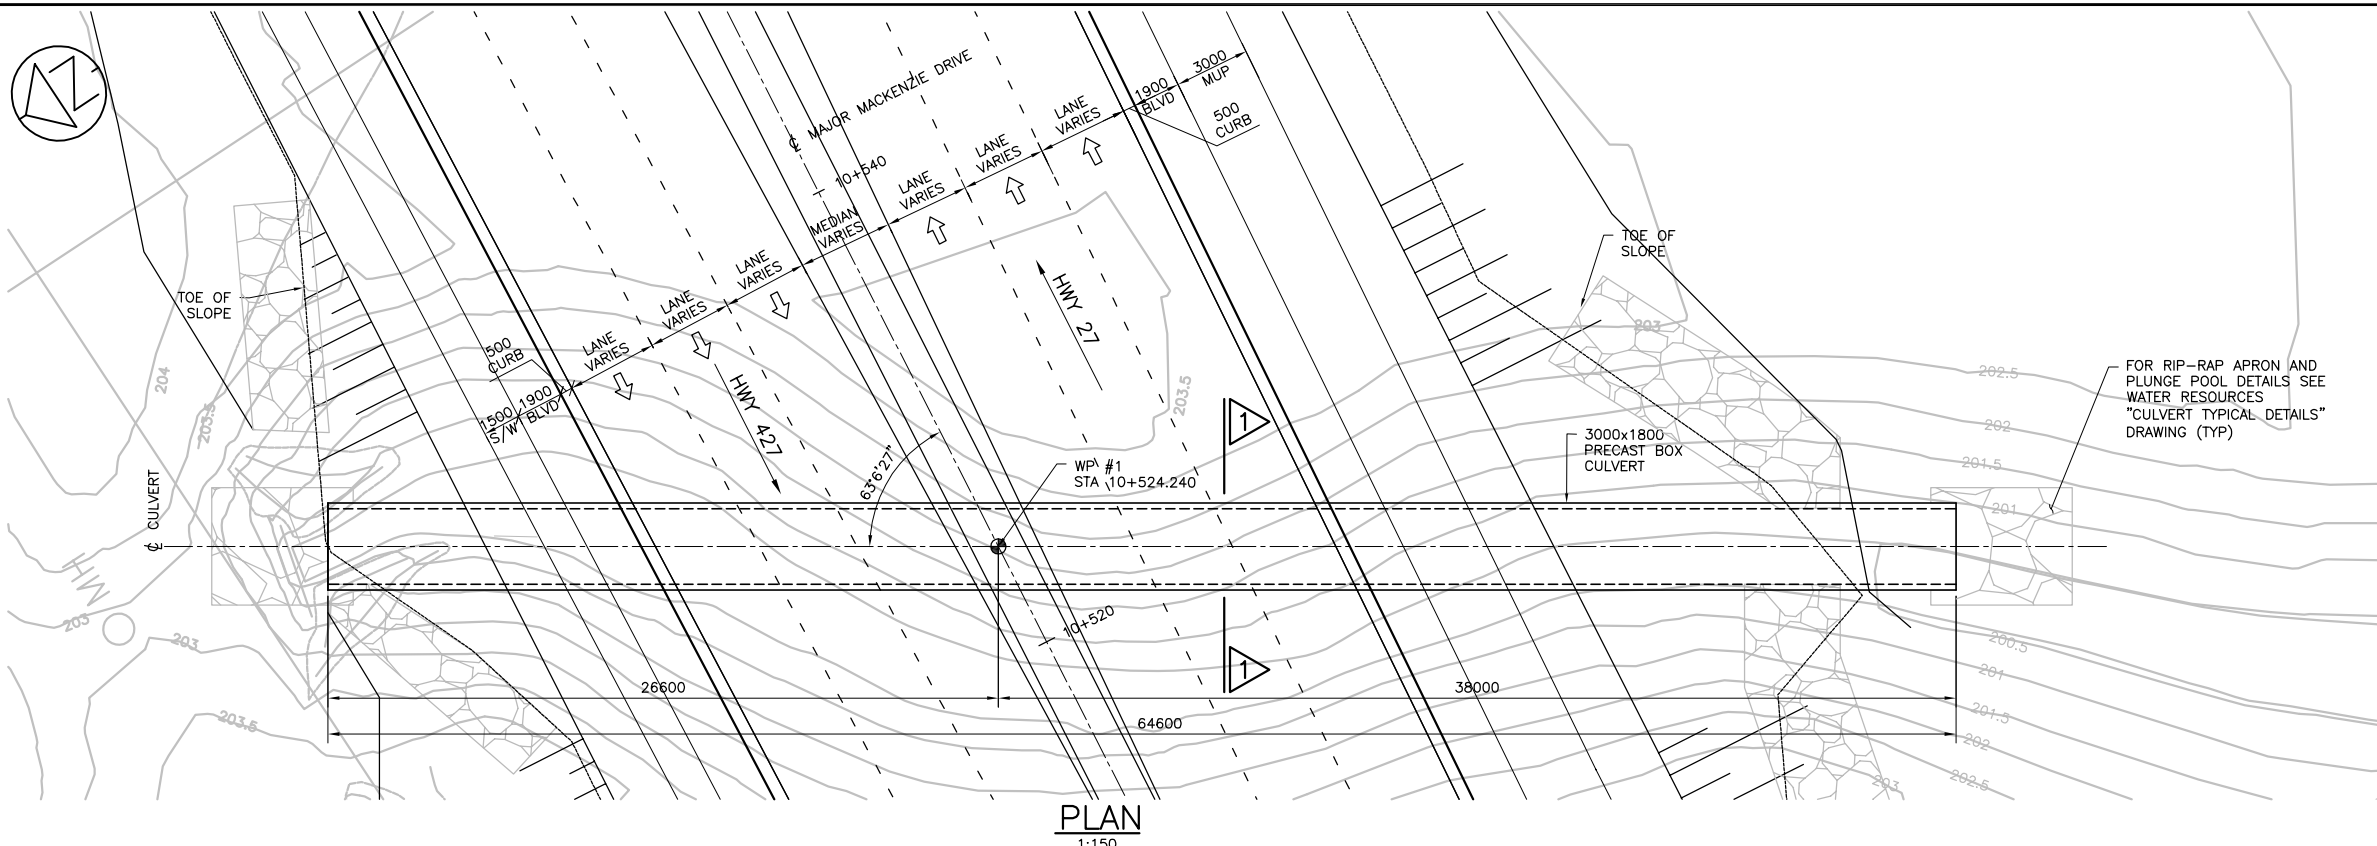 N
℄ MAJOR MACKENZIE DRIVE
3000
MUP
1900
BLVD
500
CURB
LANE
VARIES
LANE
VARIES
LANE
VARIES
10+540
MEDIAN
VARIES
LANE
VARIES
LANE
VARIES
LANE
VARIES
500
CURB
1900
BLVD
1500
S/W
HWY 27
HWY 427
TOE OF
SLOPE
TOE OF
SLOPE
204
203.5
203.5
203
202.5
202
201.5
201
FOR RIP-RAP APRON AND
PLUNGE POOL DETAILS SEE
WATER RESOURCES
"CULVERT TYPICAL DETAILS"
DRAWING (TYP)
3000x1800
PRECAST BOX
CULVERT
1
WP #1
STA 10+524.240
63°6'27"
℄ CULVERT
HW
203
203
203.5
10+520
1
26600
38000
64600
200.5
201
201.5
202
202.5
203
PLAN
1:150